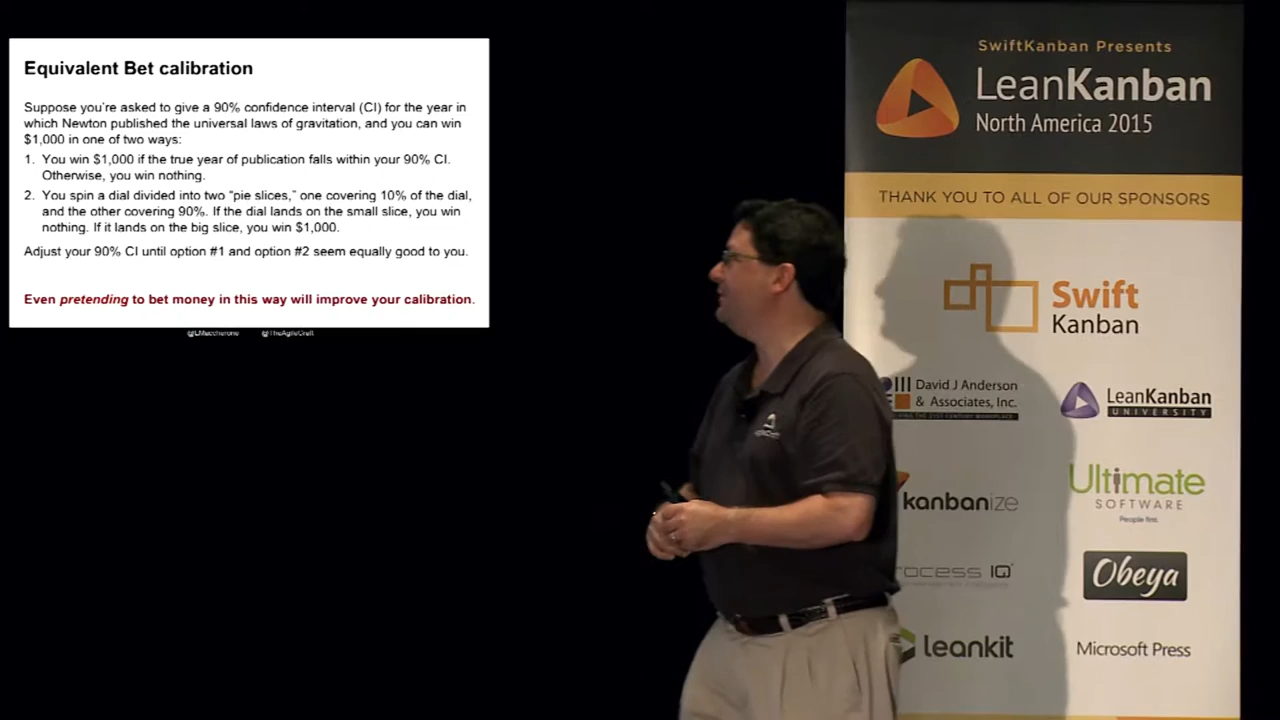 Equivalent Bet calibration
Suppose you're asked to give a 90% confidence interval (CI) for the year in
which Newton published the universal laws of gravitation, and you can win
$1,000 in one of two ways:
1. You win $1,000 if the true year of publication falls within your 90% CI.
Otherwise, you win nothing.
2. You spin a dial divided into two “pie slices,” one covering 10% of the dial,
and the other covering 90%. If the dial lands on the small slice, you win
nothing. If it lands on the big slice, you win $1,000.
Adjust your 90% CI until option #1 and option #2 seem equally good to you.
Even pretending to bet money in this way will improve your calibration.
@LMaccherone @TheAgileCraft
SwiftKanban Presents
LeanKanban
North America 2015
THANK YOU TO ALL OF OUR SPONSORS
Swift
Kanban
David J Anderson
& Associates, Inc.
LeanKanban
UNIVERSITY
kanbanize
Ultimate
SOFTWARE
People first.
IQ
Obeya
leankit
Microsoft Press